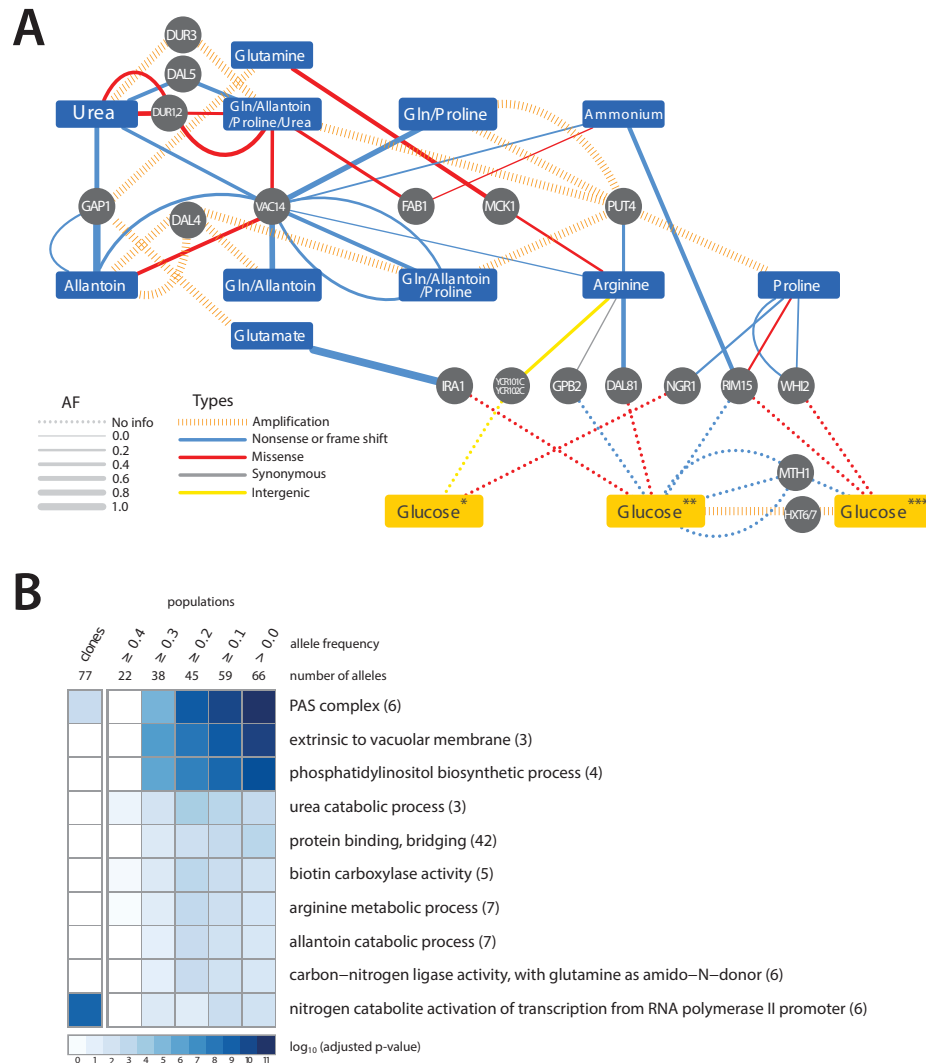 A
DUR3
Glutamine
DAL5
Urea
DUR1,2
Gln/Allantoin
/Proline/Urea
Gln/Proline
Ammonium
GAP1
DAL4
VAC14
FAB1
MCK1
PUT4
Allantoin
Gln/Allantoin
Gln/Allantoin
/Proline
Arginine
Proline
Glutamate
IRA1
YCR101C
YCR102C
GPB2
DAL81
NGR1
RIM15
WHI2
AF
No info
0.0
0.2
0.4
0.6
0.8
1.0
Types
Amplification
Nonsense or frame shift
Missense
Synonymous
Intergenic
MTH1
Glucose*
Glucose**
HXT6/7
Glucose***
B
populations
clones ≥ 0.4 ≥ 0.3 ≥ 0.2 ≥ 0.1 > 0.0 allele frequency
77 22 38 45 59 66 number of alleles
PAS complex (6)
extrinsic to vacuolar membrane (3)
phosphatidylinositol biosynthetic process (4)
urea catabolic process (3)
protein binding, bridging (42)
biotin carboxylase activity (5)
arginine metabolic process (7)
allantoin catabolic process (7)
carbon−nitrogen ligase activity, with glutamine as amido−N−donor (6)
nitrogen catabolite activation of transcription from RNA polymerase II promoter (6)
log10 (adjusted p-value)
0 1 2 3 4 5 6 7 8 9 10 11